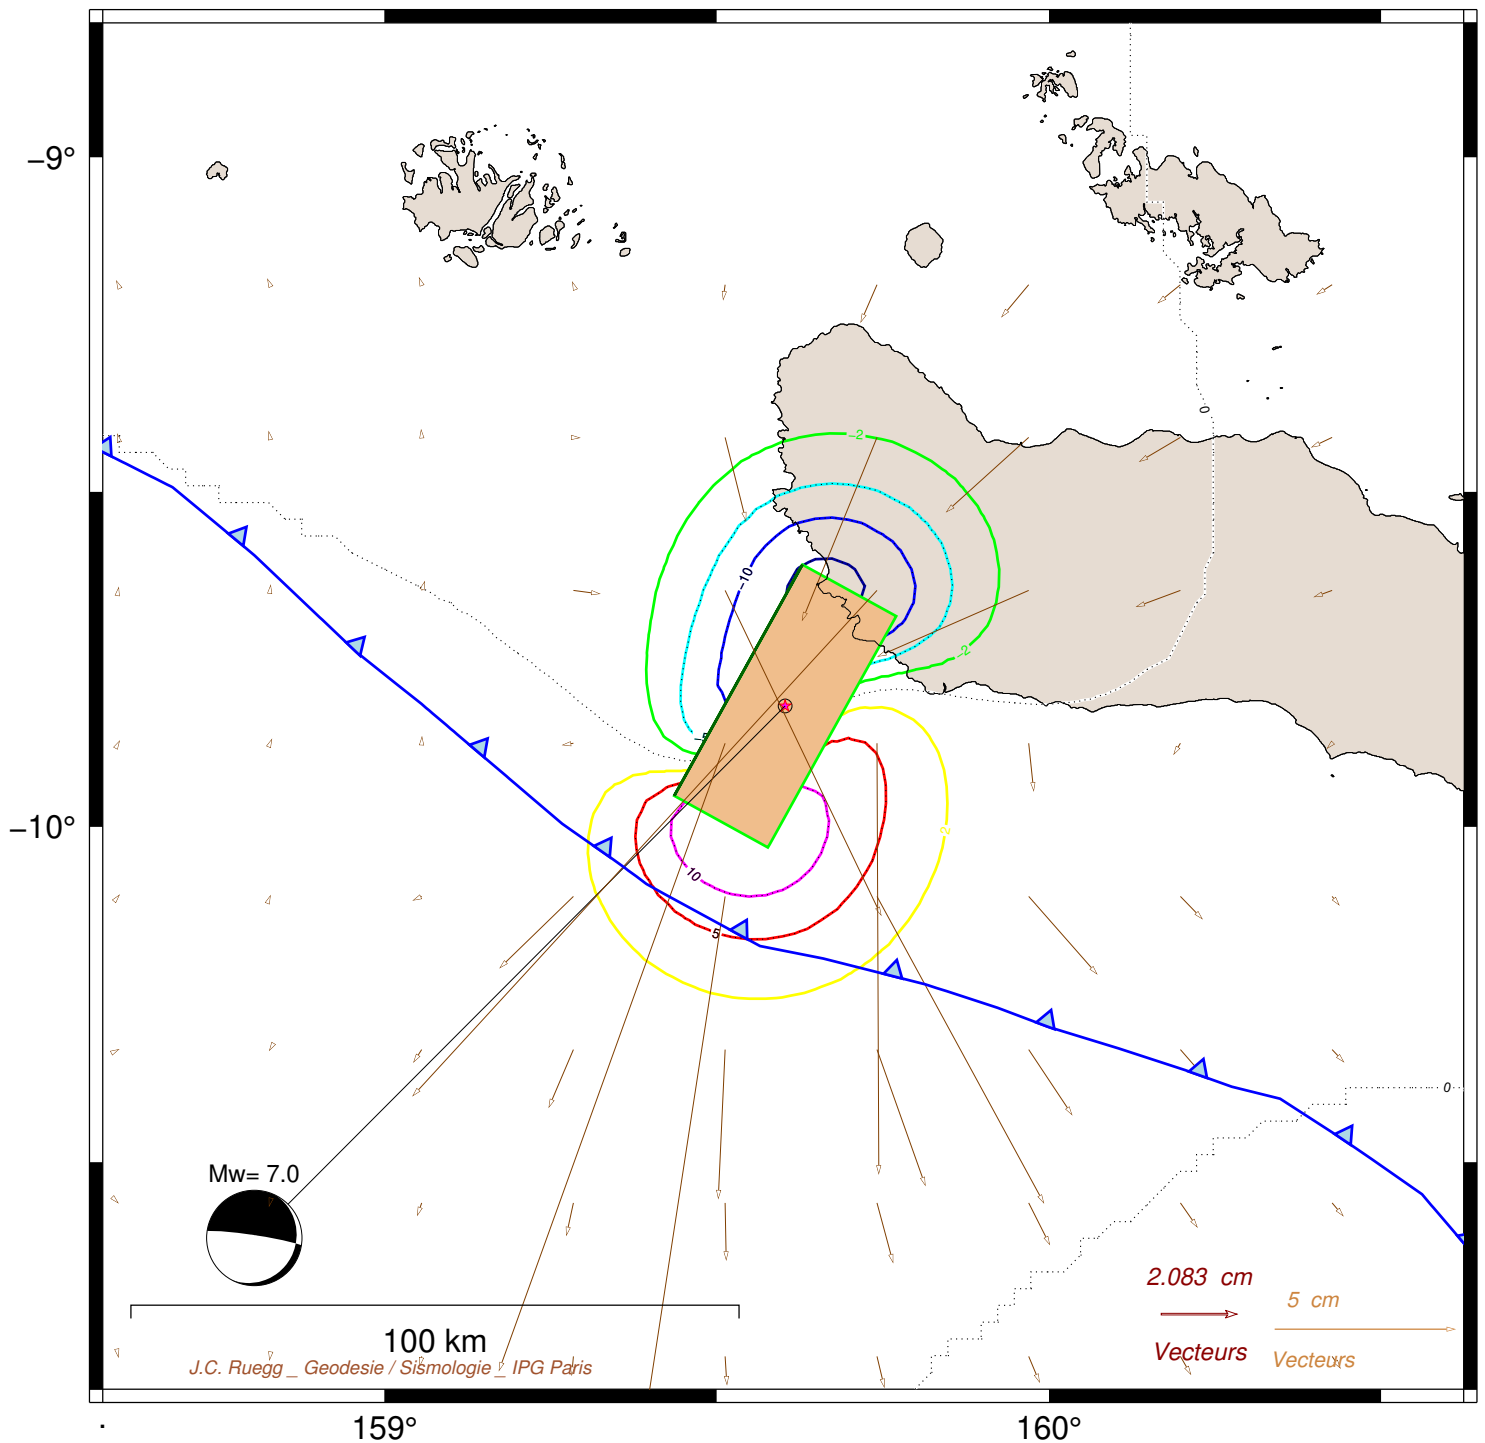 −9°
0
−2
−10
−2
−5
−10°
2
10
5
0
Mw= 7.0
2.083 cm
5 cm
100 km
Vecteurs
Vecteurs
J.C. Ruegg _ Geodesie / Sismologie _ IPG Paris
159°
160°